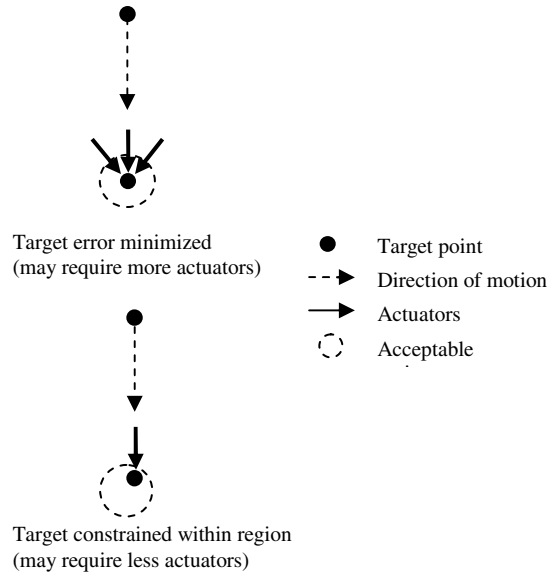 Target error minimized
(may require more actuators)
Target point
Direction of motion
Actuators
Acceptable
Target constrained within region
(may require less actuators)